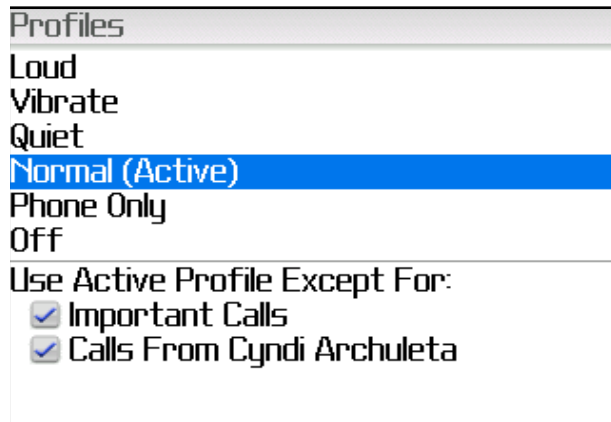 Profiles
Loud
Vibrate
Quiet
Normal (Active)
Phone Only
Off
Use Active Profile Except For:
Important Calls
Calls From Cyndi Archuleta